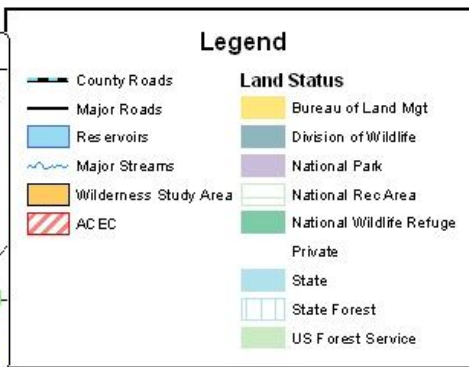 Legend
County Roads
Major Roads
Reservoirs
Major Streams
Wilderness Study Area
ACEC
Land Status
Bureau of Land Mgt
Division of Wildlife
National Park
National Rec Area
National Wildlife Refuge
Private
State
State Forest
US Forest Service